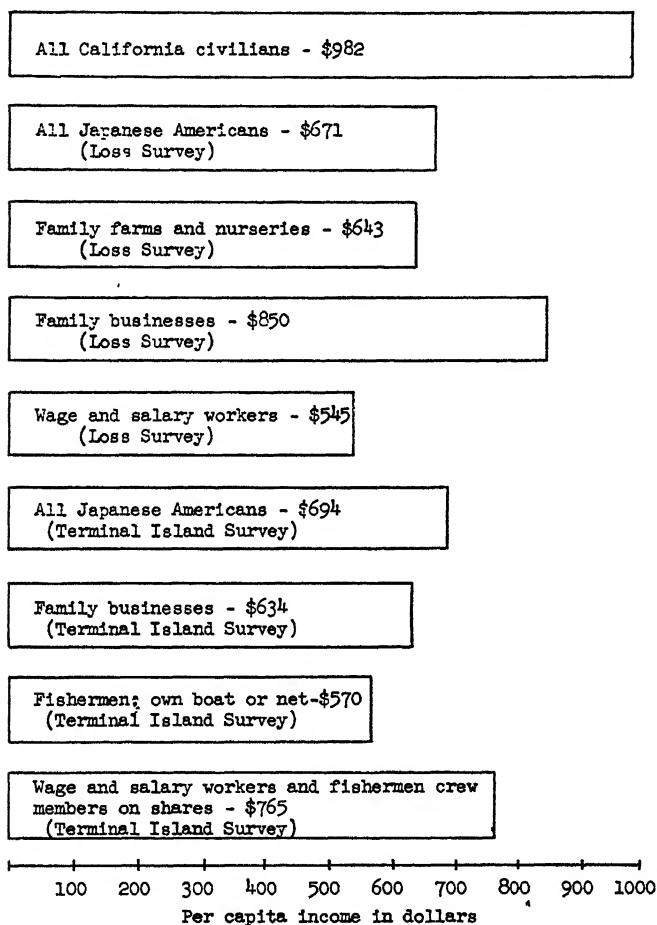 All California civilians - $982
All Japanese Americans - $671
(Loss Survey)
Family farms and nurseries - $643
(Loss Survey)
Family businesses - $850
(Loss Survey)
Wage and salary workers - $545
(Loss Survey)
All Japanese Americans - $694
(Terminal Island Survey)
Family businesses - $634
(Terminal Island Survey)
Fishermen; own boat or net-$570
(Terminal Island Survey)
Wage and salary workers and fishermen crew
members on shares - $765
(Terminal Island Survey)
100 200 300 400 500 600 700 800 900 1000
Per capita income in dollars